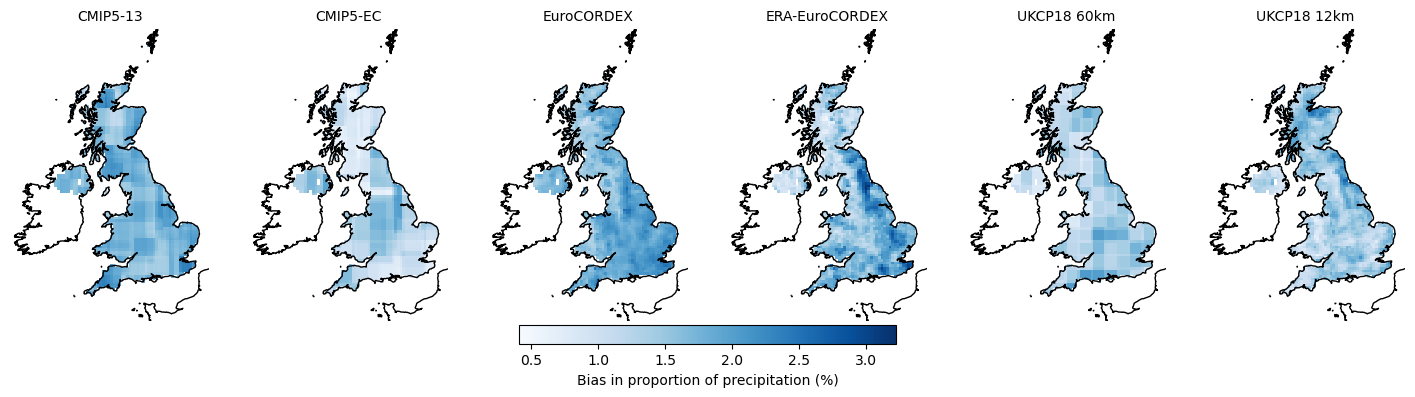 CMIP5-13 CMIP5-EC EuroCORDEX ERA-EuroCORDEX UKCP18 60km UKCP18 12km
0.5 1.0 1.5 2.0 2.5 3.0
Bias in proportion of precipitation (%)